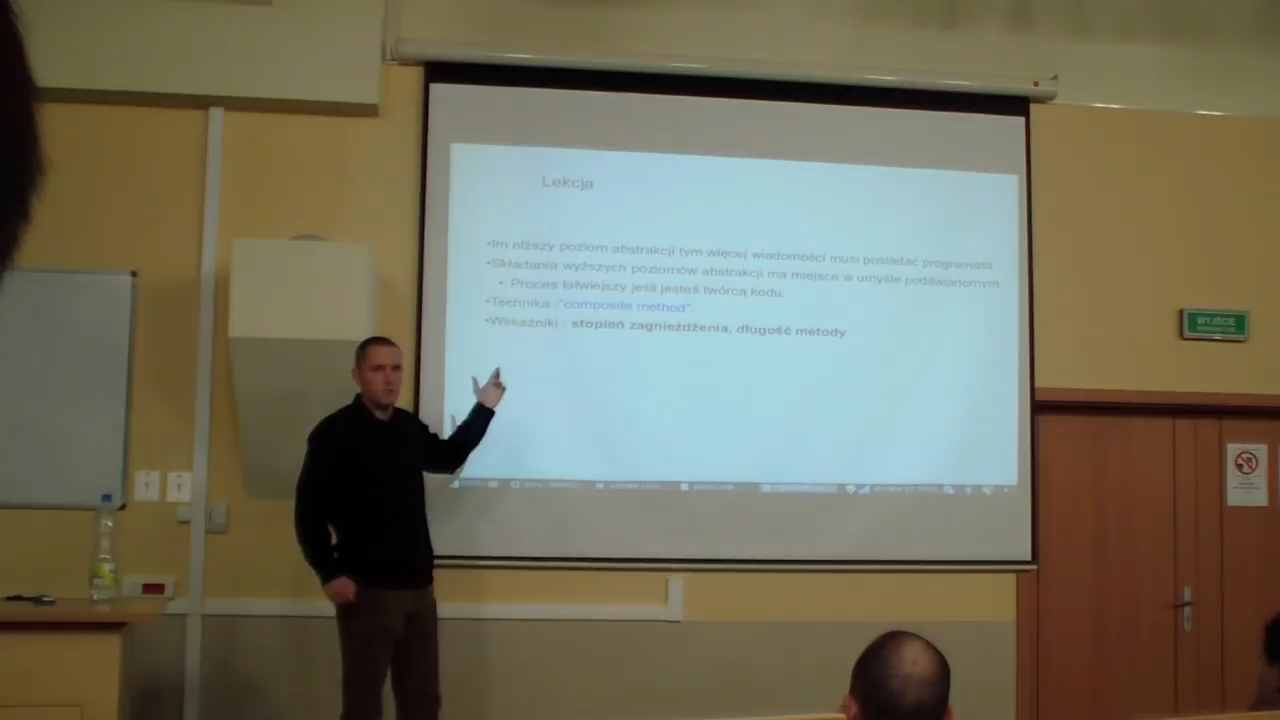 Lekcja
•Im niższy poziom abstrakcji tym więcej wiadomości musi posiadać programista
•Składania wyższych poziomów abstrakcji ma miejsce w umyśle podświadomym
• Proces łatwiejszy jeśli jesteś twórcą kodu.
•Technika :"composite method".
•Wskaźniki : stopień zagnieżdżenia, długość metody
WYJŚCIE